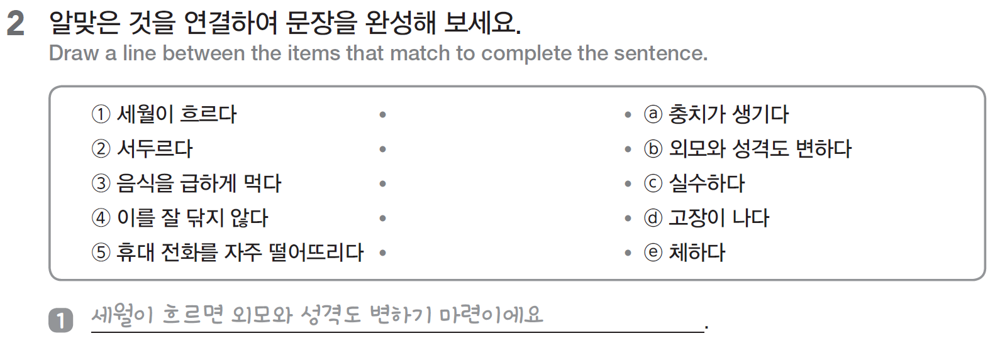 2 알맞은 것을 연결하여 문장을 완성해 보세요.
Draw a line between the items that match to complete the sentence.
① 세월이 흐르다 • • ⓐ 충치가 생기다
② 서두르다 • • ⓑ 외모와 성격도 변하다
③ 음식을 급하게 먹다 • • ⓒ 실수하다
④ 이를 잘 닦지 않다 • • ⓓ 고장이 나다
⑤ 휴대 전화를 자주 떨어뜨리다 • • ⓔ 체하다
1 세월이 흐르면 외모와 성격도 변하기 마련이에요.